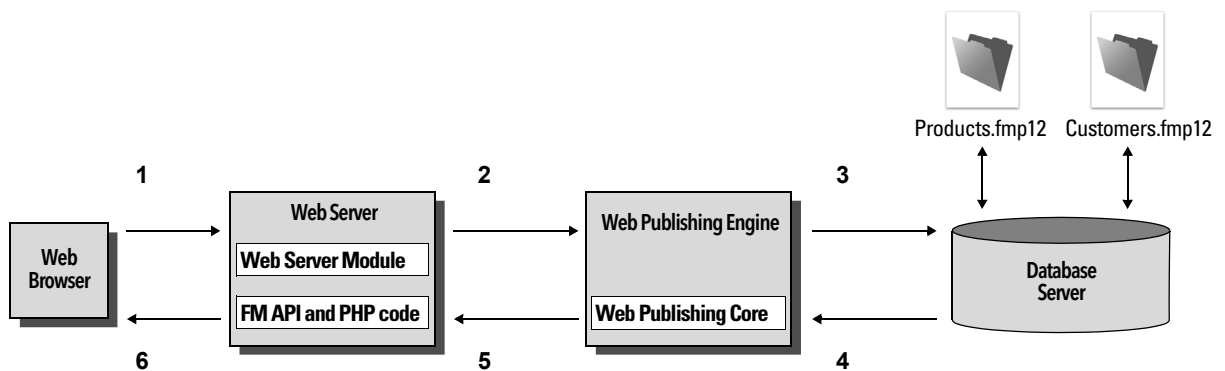 Products.fmp12 Customers.fmp12
1 2 3
Web
Browser
Web Server
Web Server Module
FM API and PHP code
Web Publishing Engine
Web Publishing Core
Database
Server
6 5 4